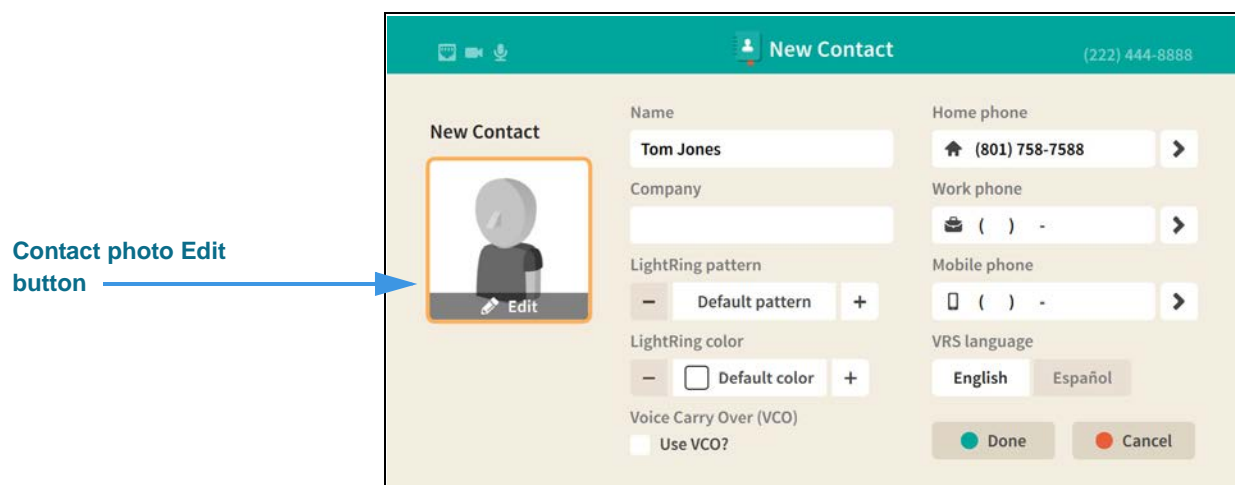 New Contact
(222) 444-8888
New Contact
Edit
Contact photo Edit
button
Name
Tom Jones
Company
LightRing pattern
− Default pattern +
LightRing color
− Default color +
Voice Carry Over (VCO)
Use VCO?
Home phone
(801) 758-7588
Work phone
( ) -
Mobile phone
( ) -
VRS language
English Español
Done Cancel